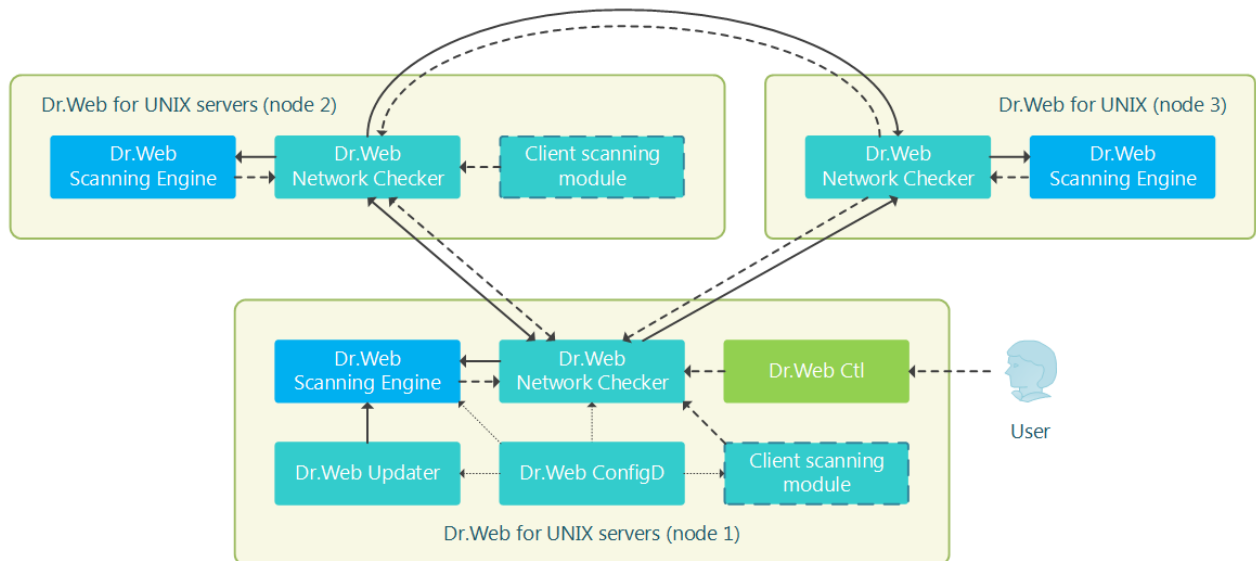 Dr.Web for UNIX servers (node 2)
Dr.Web
Scanning Engine
Dr.Web
Network Checker
Client scanning
module
Dr.Web for UNIX (node 3)
Dr.Web
Network Checker
Dr.Web
Scanning Engine
Dr.Web
Scanning Engine
Dr.Web
Network Checker
Dr.Web Ctl
User
Dr.Web Updater
Dr.Web ConfigD
Client scanning
module
Dr.Web for UNIX servers (node 1)